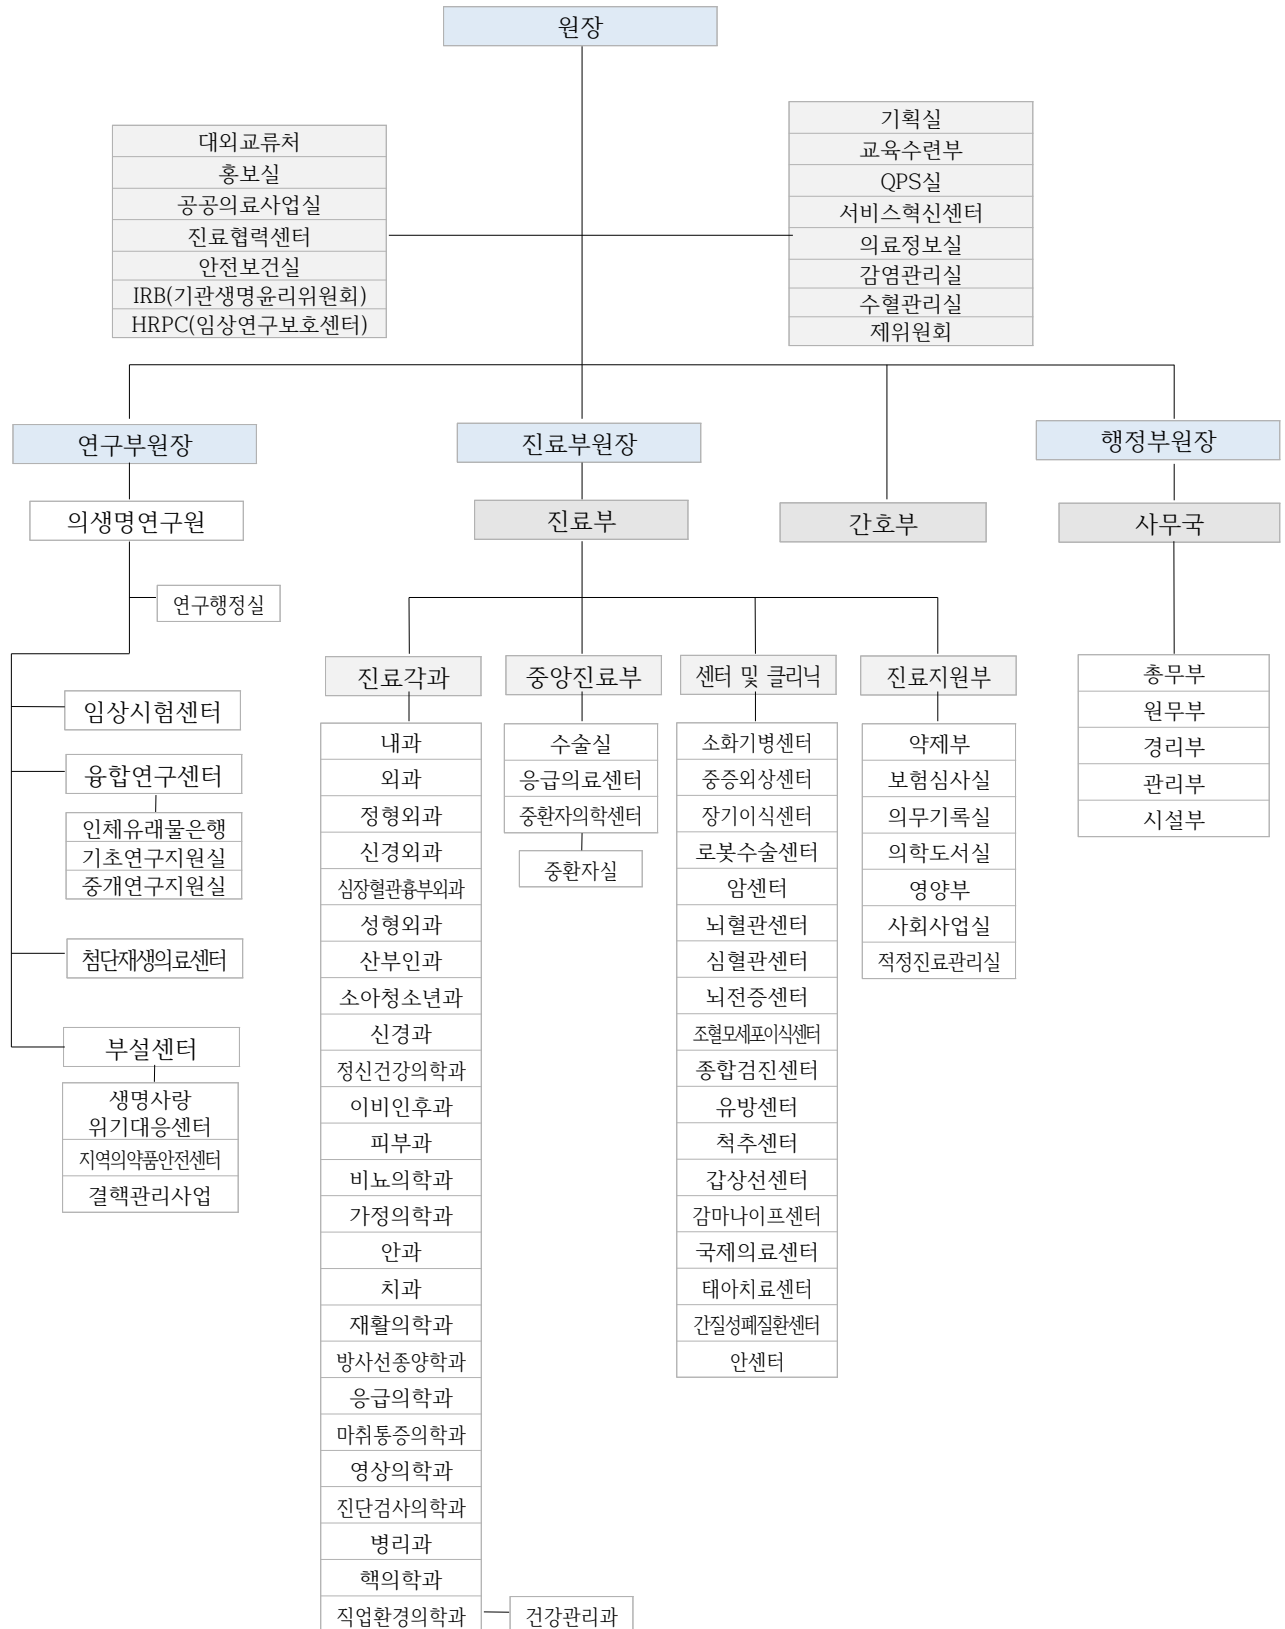 원장
대외교류처
홍보실
공공의료사업실
진료협력센터
안전보건실
IRB(기관생명윤리위원회)
HRPC(임상연구보호센터)
기획실
교육수련부
QPS실
서비스혁신센터
의료정보실
감염관리실
수혈관리실
제위원회
연구부원장
의생명연구원
연구행정실
임상시험센터
융합연구센터
인체유래물은행
기초연구지원실
중개연구지원실
첨단재생의료센터
부설센터
생명사랑
위기대응센터
지역의약품안전센터
결핵관리사업
진료부원장
진료부
진료각과
내과
외과
정형외과
신경외과
심장혈관흉부외과
성형외과
산부인과
소아청소년과
신경과
정신건강의학과
이비인후과
피부과
비뇨의학과
가정의학과
안과
치과
재활의학과
방사선종양학과
응급의학과
마취통증의학과
영상의학과
진단검사의학과
병리과
핵의학과
직업환경의학과
건강관리과
중앙진료부
수술실
응급의료센터
중환자의학센터
중환자실
센터 및 클리닉
소화기병센터
중증외상센터
장기이식센터
로봇수술센터
암센터
뇌혈관센터
심혈관센터
뇌전증센터
조혈모세포이식센터
종합검진센터
유방센터
척추센터
갑상선센터
감마나이프센터
국제의료센터
태아치료센터
간질성폐질환센터
안센터
진료지원부
약제부
보험심사실
의무기록실
의학도서실
영양부
사회사업실
적정진료관리실
간호부
행정부원장
사무국
총무부
원무부
경리부
관리부
시설부